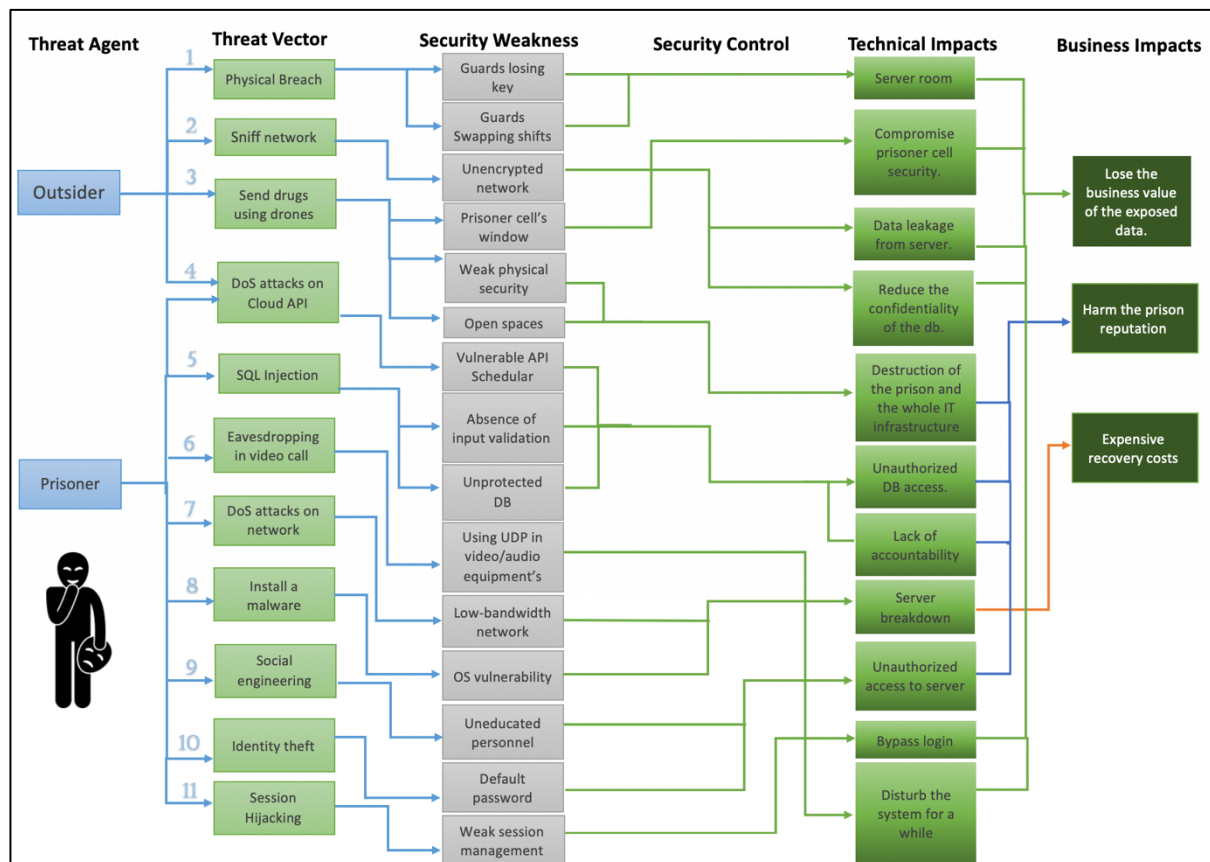 Threat Agent
Threat Vector
Security Weakness
Security Control
Technical Impacts
Business Impacts
Outsider
Prisoner
1
Physical Breach
2
Sniff network
3
Send drugs
using drones
4
DoS attacks on
Cloud API
5
SQL Injection
6
Eavesdropping
in video call
7
DoS attacks on
network
8
Install a
malware
9
Social
engineering
10
Identity theft
11
Session
Hijacking
Guards losing
key
Guards
Swapping shifts
Unencrypted
network
Prisoner cell's
window
Weak physical
security
Open spaces
Vulnerable API
Schedular
Absence of
input validation
Unprotected
DB
Using UDP in
video/audio
equipment's
Low-bandwidth
network
OS vulnerability
Uneducated
personnel
Default
password
Weak session
management
Server room
Compromise
prisoner cell
security.
Data leakage
from server.
Reduce the
confidentiality
of the db.
Destruction of
the prison and
the whole IT
infrastructure
Unauthorized
DB access.
Lack of
accountability
Server
breakdown
Unauthorized
access to server
Bypass login
Disturb the
system for a
while
Lose the
business value
of the exposed
data.
Harm the prison
reputation
Expensive
recovery costs